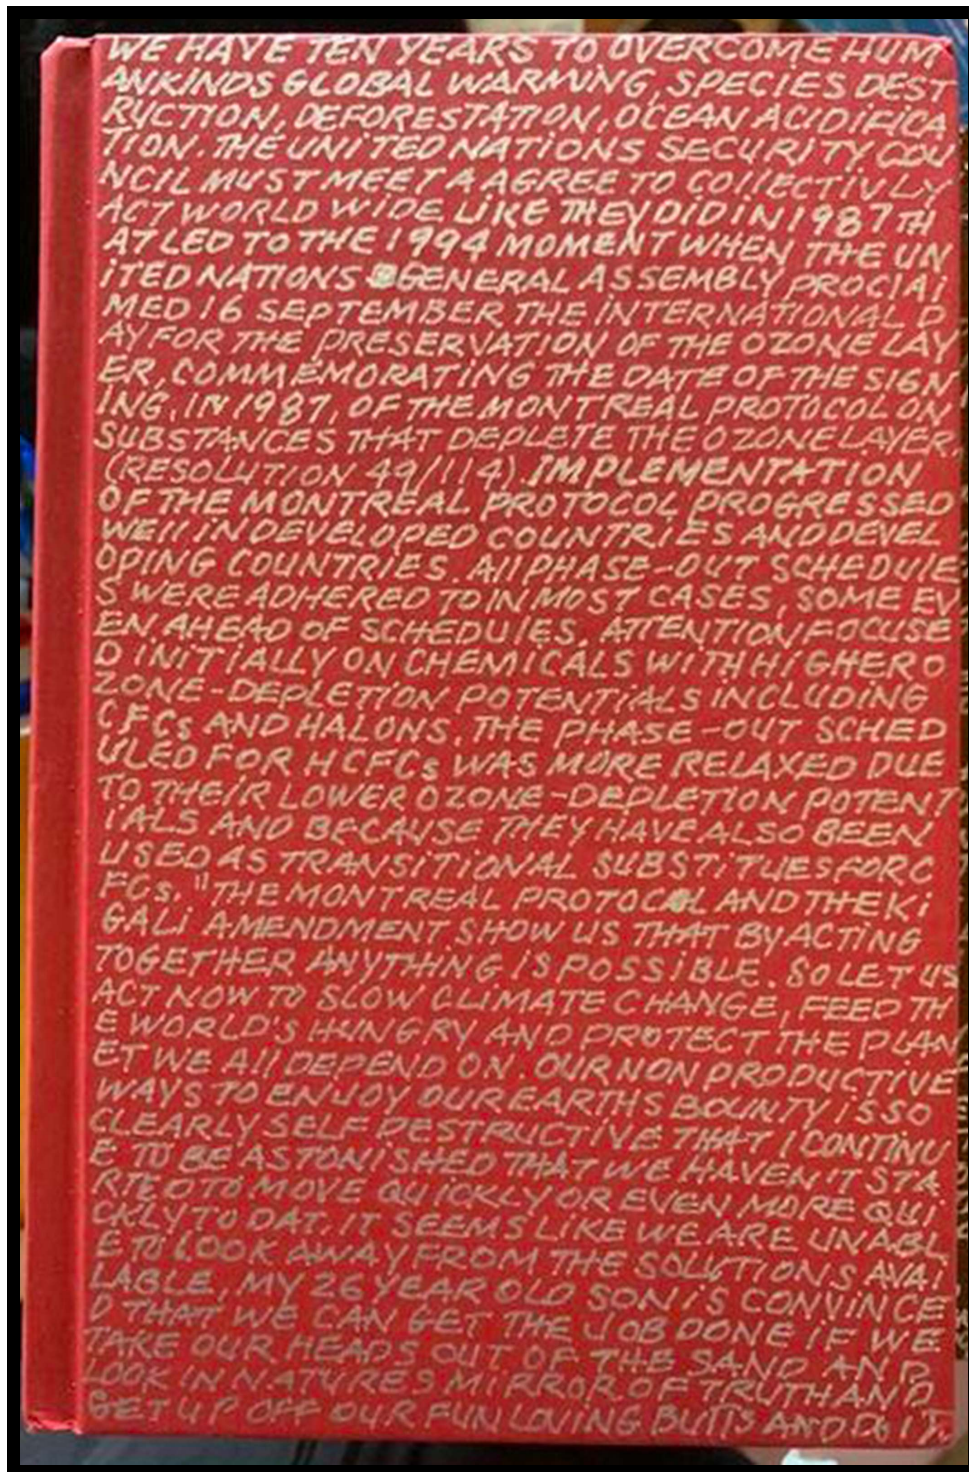 WE HAVE TEN YEARS TO OVERCOME HUM
ANKINDS GLOBAL WARMING, SPECIES DEST
RUCTION, DEFORESTATION, OCEAN ACIDIFICA
TION. THE UNITED NATIONS SECURITY COU
NCIL MUST MEET & AGREE TO COllECTIVLY
ACT WORLD WIDE LIKE THEY DID IN 1987 TH
AT LED TO THE 1994 MOMENT WHEN THE UN
ITED NATIONS GENERAL ASSEMBLY PROClAI
MED 16 SEPTEMBER THE INTERNATIONAL D
AY FOR THE PRESERVATION OF THE OZONE LAY
ER, COMMEMORATING THE DATE OF THE SIGN
ING, IN 1987, OF THE MONTREAL PROTOCOL ON
SUBSTANCES THAT DEPLETE THE OZONE LAYER
(RESOLUTION 49/114). IMPLEMENTATION
OF THE MONTREAL PROTOCOL PROGRESSED
WEll IN DEVELOPED COUNTRIES AND DEVEL
OPING COUNTRIES. All PHASE-OUT SCHEDUlE
S WERE ADHERED TO IN MOST CASES, SOME EV
EN AHEAD OF SCHEDUlES. ATTENTION FOCUSE
D INITIALLY ON CHEMICALS WITH HIGHER O
ZONE-DEPLETION POTENTIALS INCLUDING
CFCs AND HALONS. THE PHASE-OUT SCHED
ULED FOR HCFCs WAS MORE RELAXED DUE
TO THEIR LOWER OZONE-DEPLETION POTENT
IALS AND BECAUSE THEY HAVE ALSO BEEN
USED AS TRANSITIONAL SUBSTITUES FOR C
FCs. "THE MONTREAL PROTOCOL AND THE KI
GALI AMENDMENT SHOW US THAT BY ACTING
TOGETHER ANYTHING IS POSSIBLE. SO LET US
ACT NOW TO SLOW CLIMATE CHANGE, FEED TH
E WORLD'S HUNGRY AND PROTECT THE PLAN
ET WE All DEPEND ON. OUR NON PRODUCTIVE
WAYS TO ENJOY OUR EARTHS BOUNTY IS SO
CLEARLY SELF DESTRUCTIVE THAT I CONTINU
E TO BE ASTONISHED THAT WE HAVEN'T STA
RTED TO MOVE QUICKLY OR EVEN MORE QUI
CKLY TO DAT. IT SEEMS LIKE WE ARE UNABL
E TO LOOK AWAY FROM THE SOLUTIONS AVAI
LABLE, MY 26 YEAR OLD SON IS CONVINCE
D THAT WE CAN GET THE JOB DONE IF WE
TAKE OUR HEADS OUT OF THE SAND AND
LOOK IN NATURES MIRROR OF TRUTH AND
GET UP OFF OUR FUN LOVING BUTTS AND DO IT.